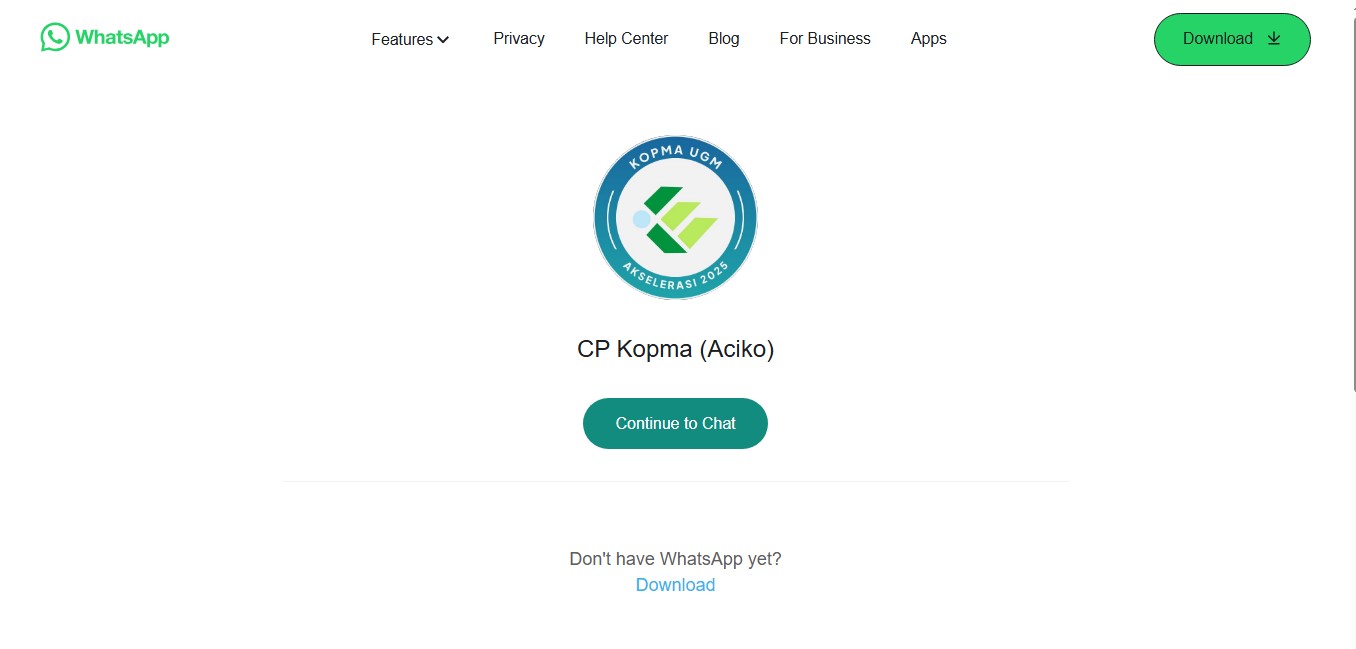 WhatsApp
Features Privacy Help Center Blog For Business Apps
Download
KOPMA UGM
AKSELERASI 2025
CP Kopma (Aciko)
Continue to Chat
Don't have WhatsApp yet?
Download